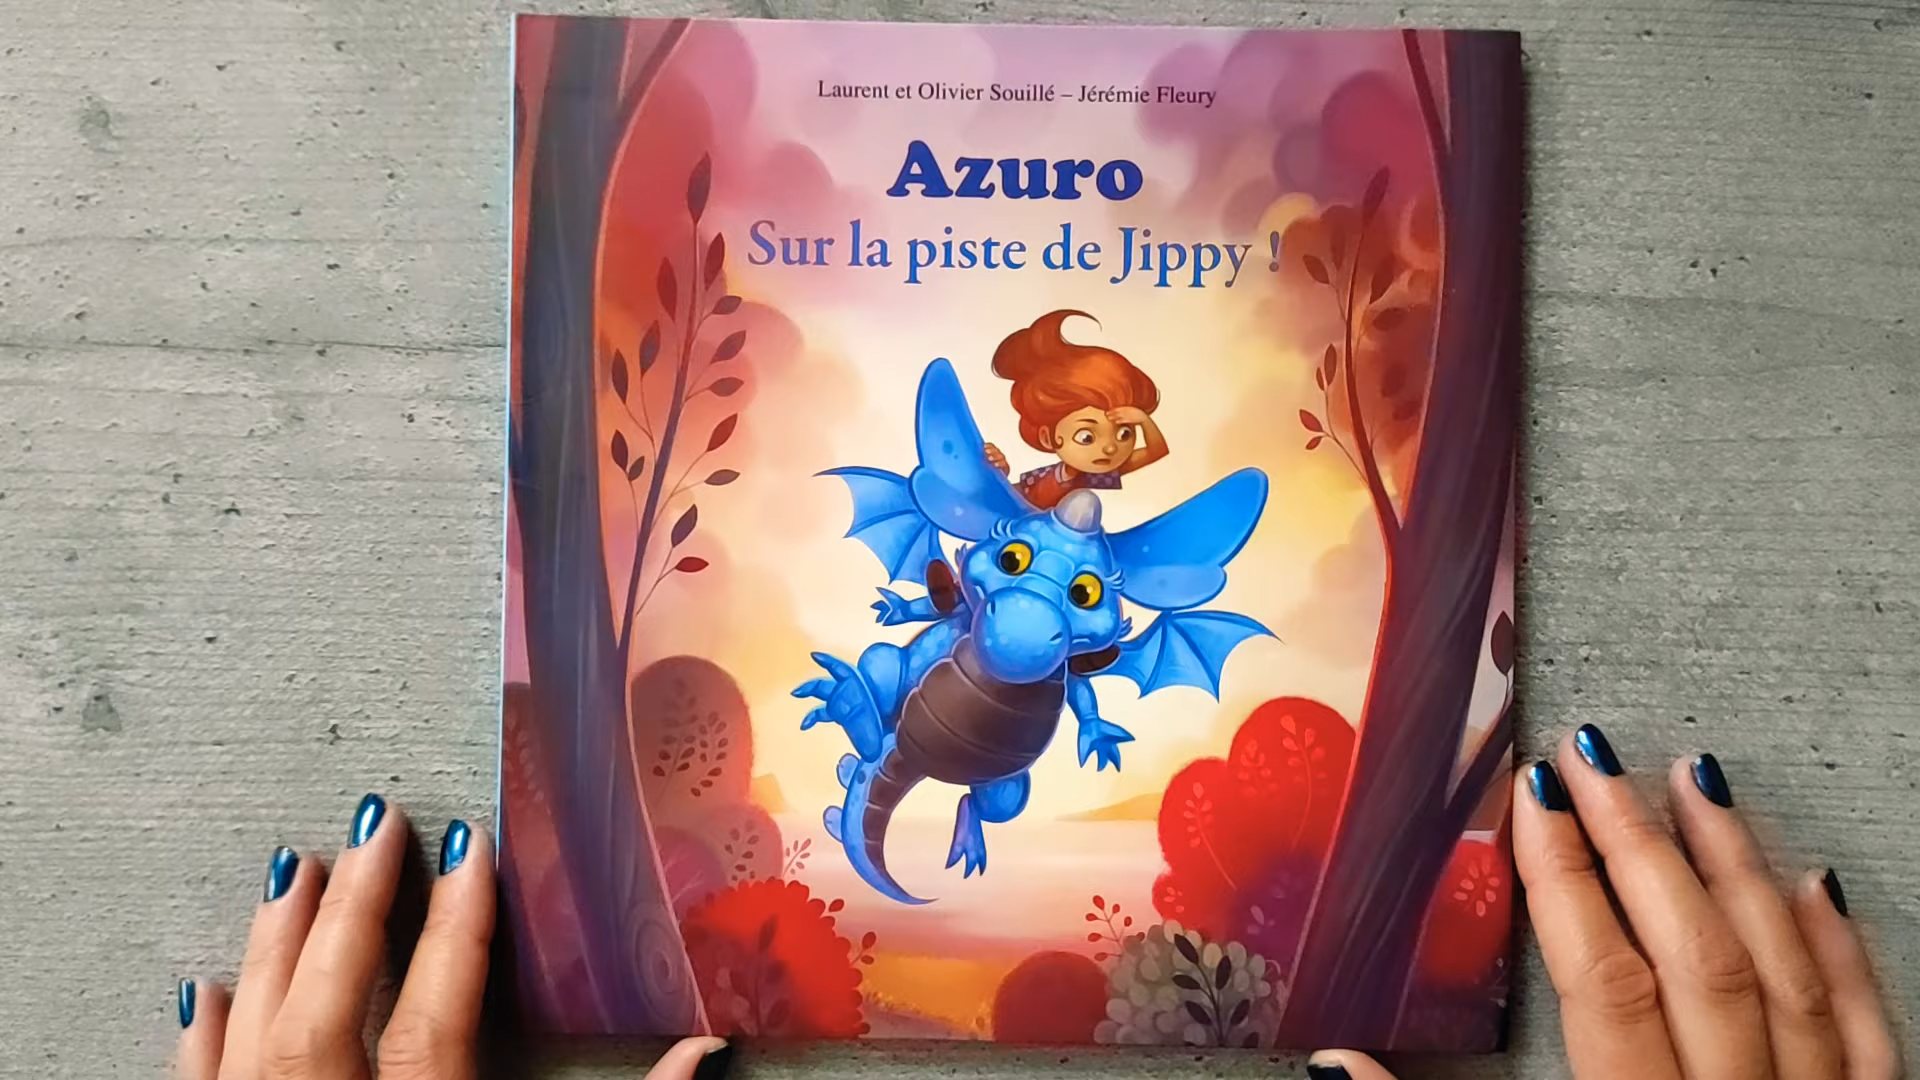 Laurent et Olivier Souillé – Jérémie Fleury
Azuro
Sur la piste de Jippy !